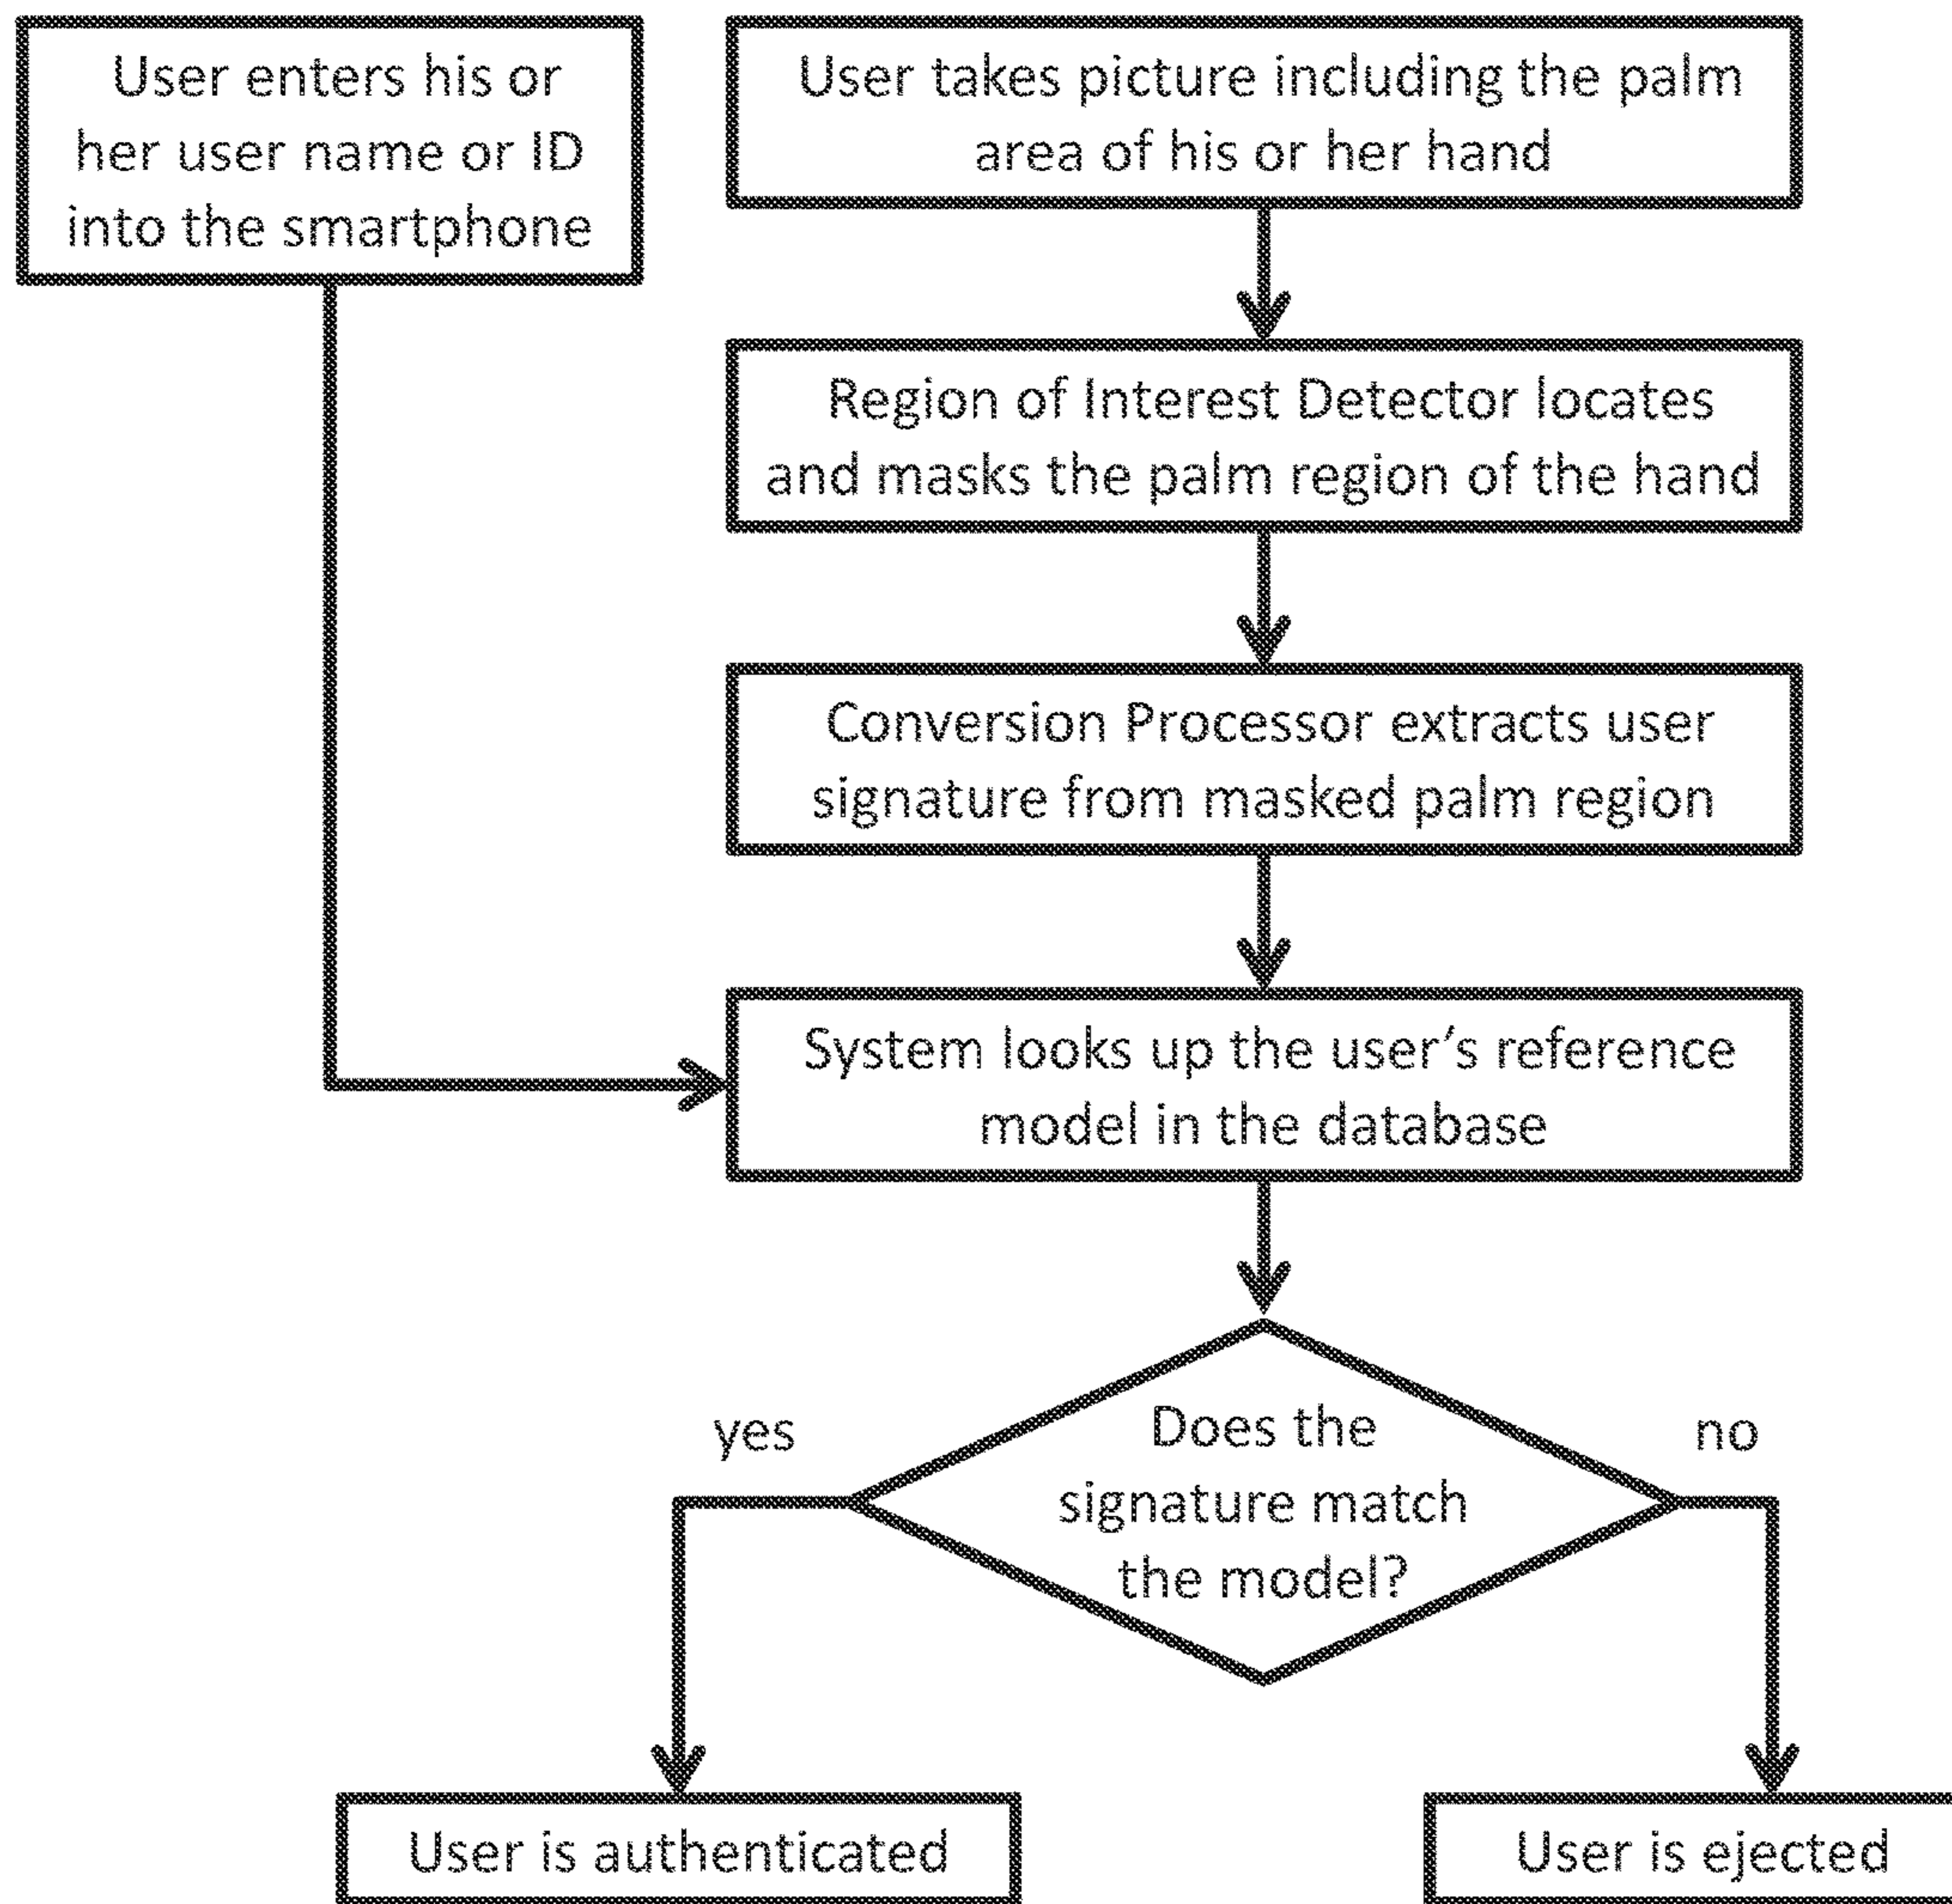 User enters his or
her user name or ID
into the smartphone
User takes picture including the palm
area of his or her hand
Region of Interest Detector locates
and masks the palm region of the hand
Conversion Processor extracts user
signature from masked palm region
System looks up the user's reference
model in the database
Does the
signature match
the model?
yes
no
User is authenticated
User is ejected